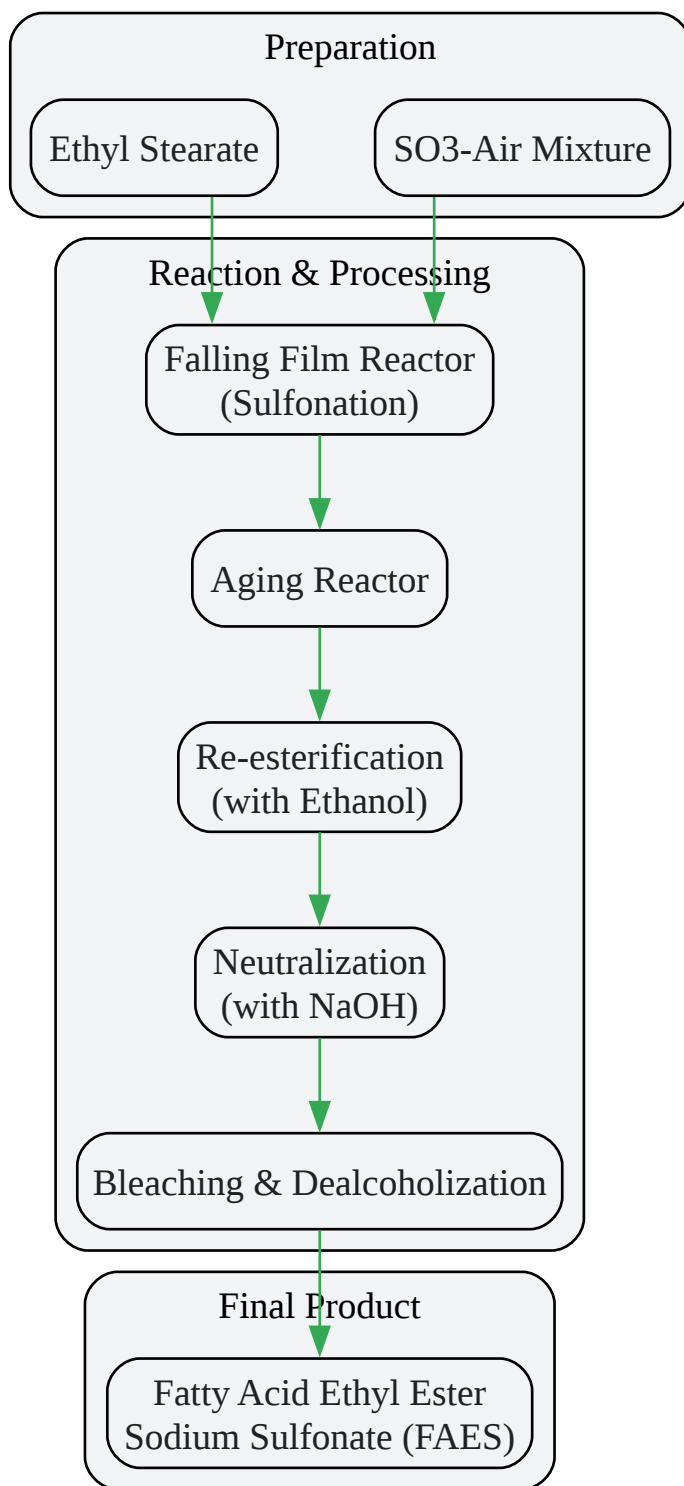 Preparation
Ethyl Stearate
SO3-Air Mixture
Reaction & Processing
Falling Film Reactor
(Sulfonation)
Aging Reactor
Re-esterification
(with Ethanol)
Neutralization
(with NaOH)
Bleaching & Dealcoholization
Final Product
Fatty Acid Ethyl Ester
Sodium Sulfonate (FAES)